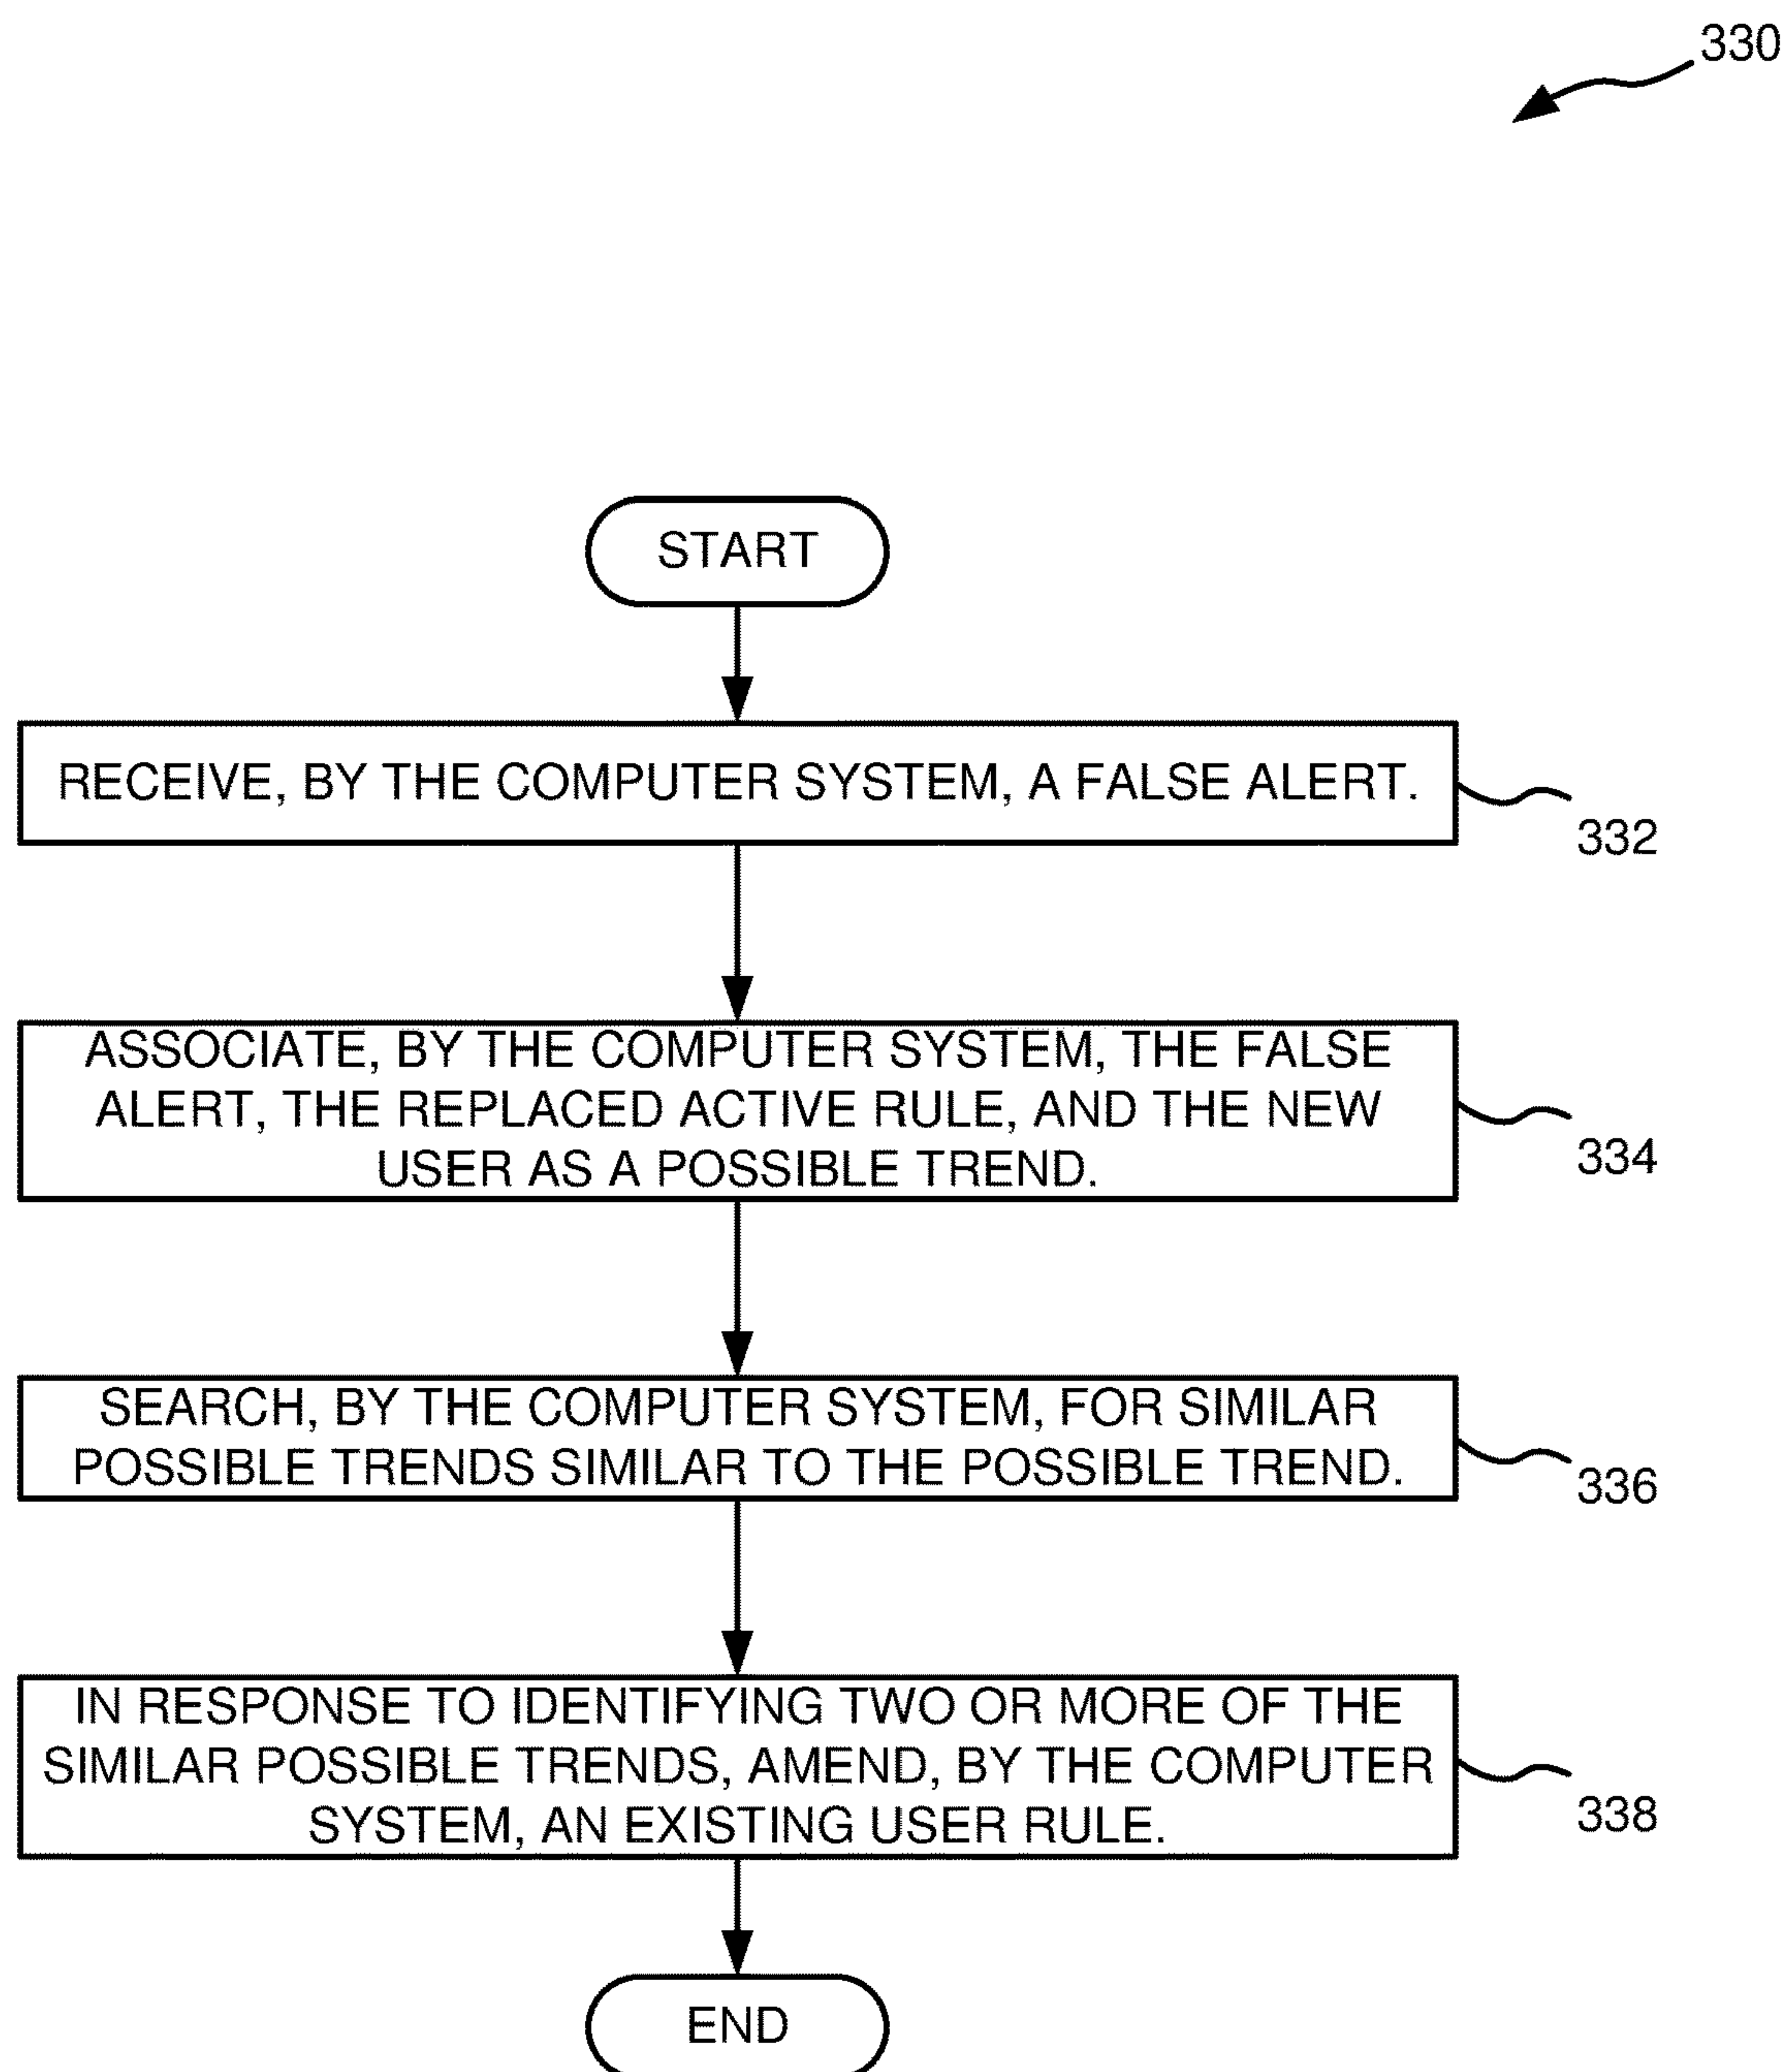 330
START
RECEIVE, BY THE COMPUTER SYSTEM, A FALSE ALERT.
332
ASSOCIATE, BY THE COMPUTER SYSTEM, THE FALSE
ALERT, THE REPLACED ACTIVE RULE, AND THE NEW
USER AS A POSSIBLE TREND.
334
SEARCH, BY THE COMPUTER SYSTEM, FOR SIMILAR
POSSIBLE TRENDS SIMILAR TO THE POSSIBLE TREND.
336
IN RESPONSE TO IDENTIFYING TWO OR MORE OF THE
SIMILAR POSSIBLE TRENDS, AMEND, BY THE COMPUTER
SYSTEM, AN EXISTING USER RULE.
338
END